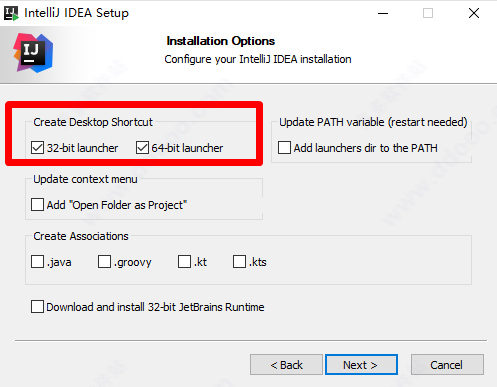 IntelliJ IDEA Setup
IJ
Installation Options
Configure your IntelliJ IDEA installation
Create Desktop Shortcut
32-bit launcher
64-bit launcher
Update PATH variable (restart needed)
Add launchers dir to the PATH
Update context menu
Add "Open Folder as Project"
Create Associations
.java
.groovy
.kt
.kts
Download and install 32-bit JetBrains Runtime
< Back
Next >
Cancel